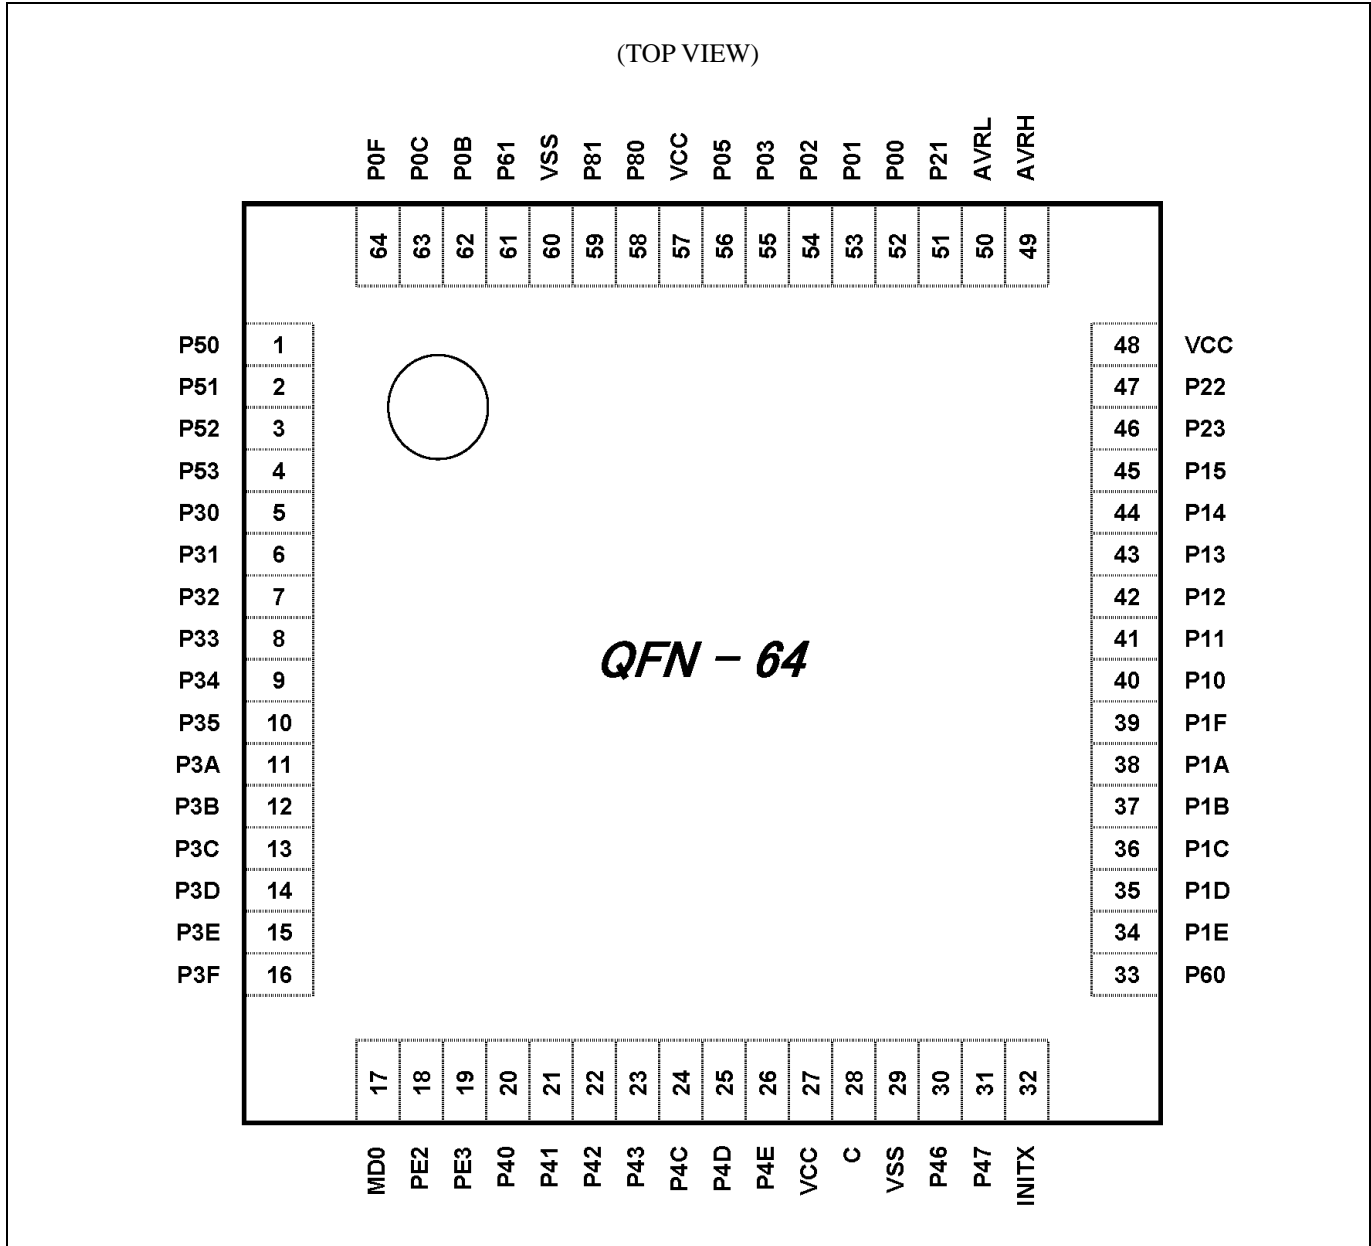 (TOP VIEW)
P0F P0C P0B P61 VSS P81 P80 VCC P05 P03 P02 P01 P00 P21 AVRL AVRH
64 63 62 61 60 59 58 57 56 55 54 53 52 51 50 49
P50 1 48 VCC
P51 2 47 P22
P52 3 46 P23
P53 4 45 P15
P30 5 44 P14
P31 6 43 P13
P32 7 42 P12
P33 8 41 P11
QFN - 64
P34 9 40 P10
P35 10 39 P1F
P3A 11 38 P1A
P3B 12 37 P1B
P3C 13 36 P1C
P3D 14 35 P1D
P3E 15 34 P1E
P3F 16 33 P60
17 18 19 20 21 22 23 24 25 26 27 28 29 30 31 32
MD0 PE2 PE3 P40 P41 P42 P43 P4C P4D P4E VCC C VSS P46 P47 INITX